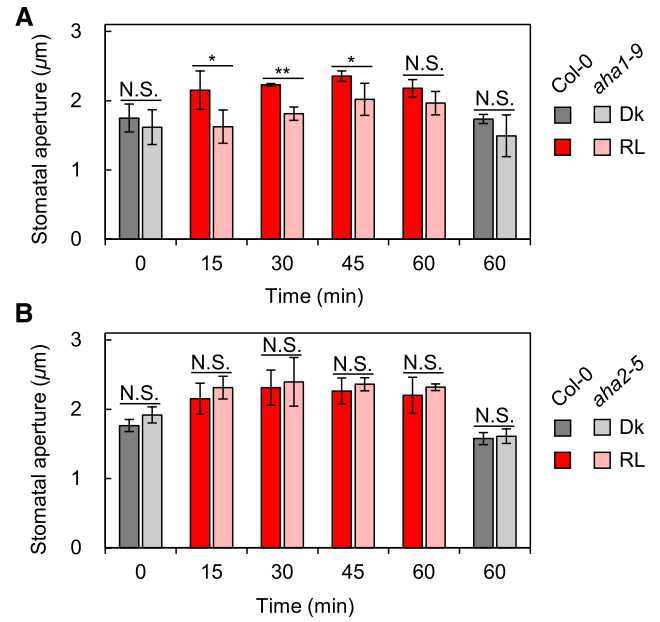 A
Stomatal aperture (μm)
3
2
1
0
N.S.
*
**
*
N.S.
N.S.
0
15
30
45
60
60
Time (min)
Col-0
aha1-9
Dk
RL
B
Stomatal aperture (μm)
3
2
1
0
N.S.
N.S.
N.S.
N.S.
N.S.
N.S.
0
15
30
45
60
60
Time (min)
Col-0
aha2-5
Dk
RL